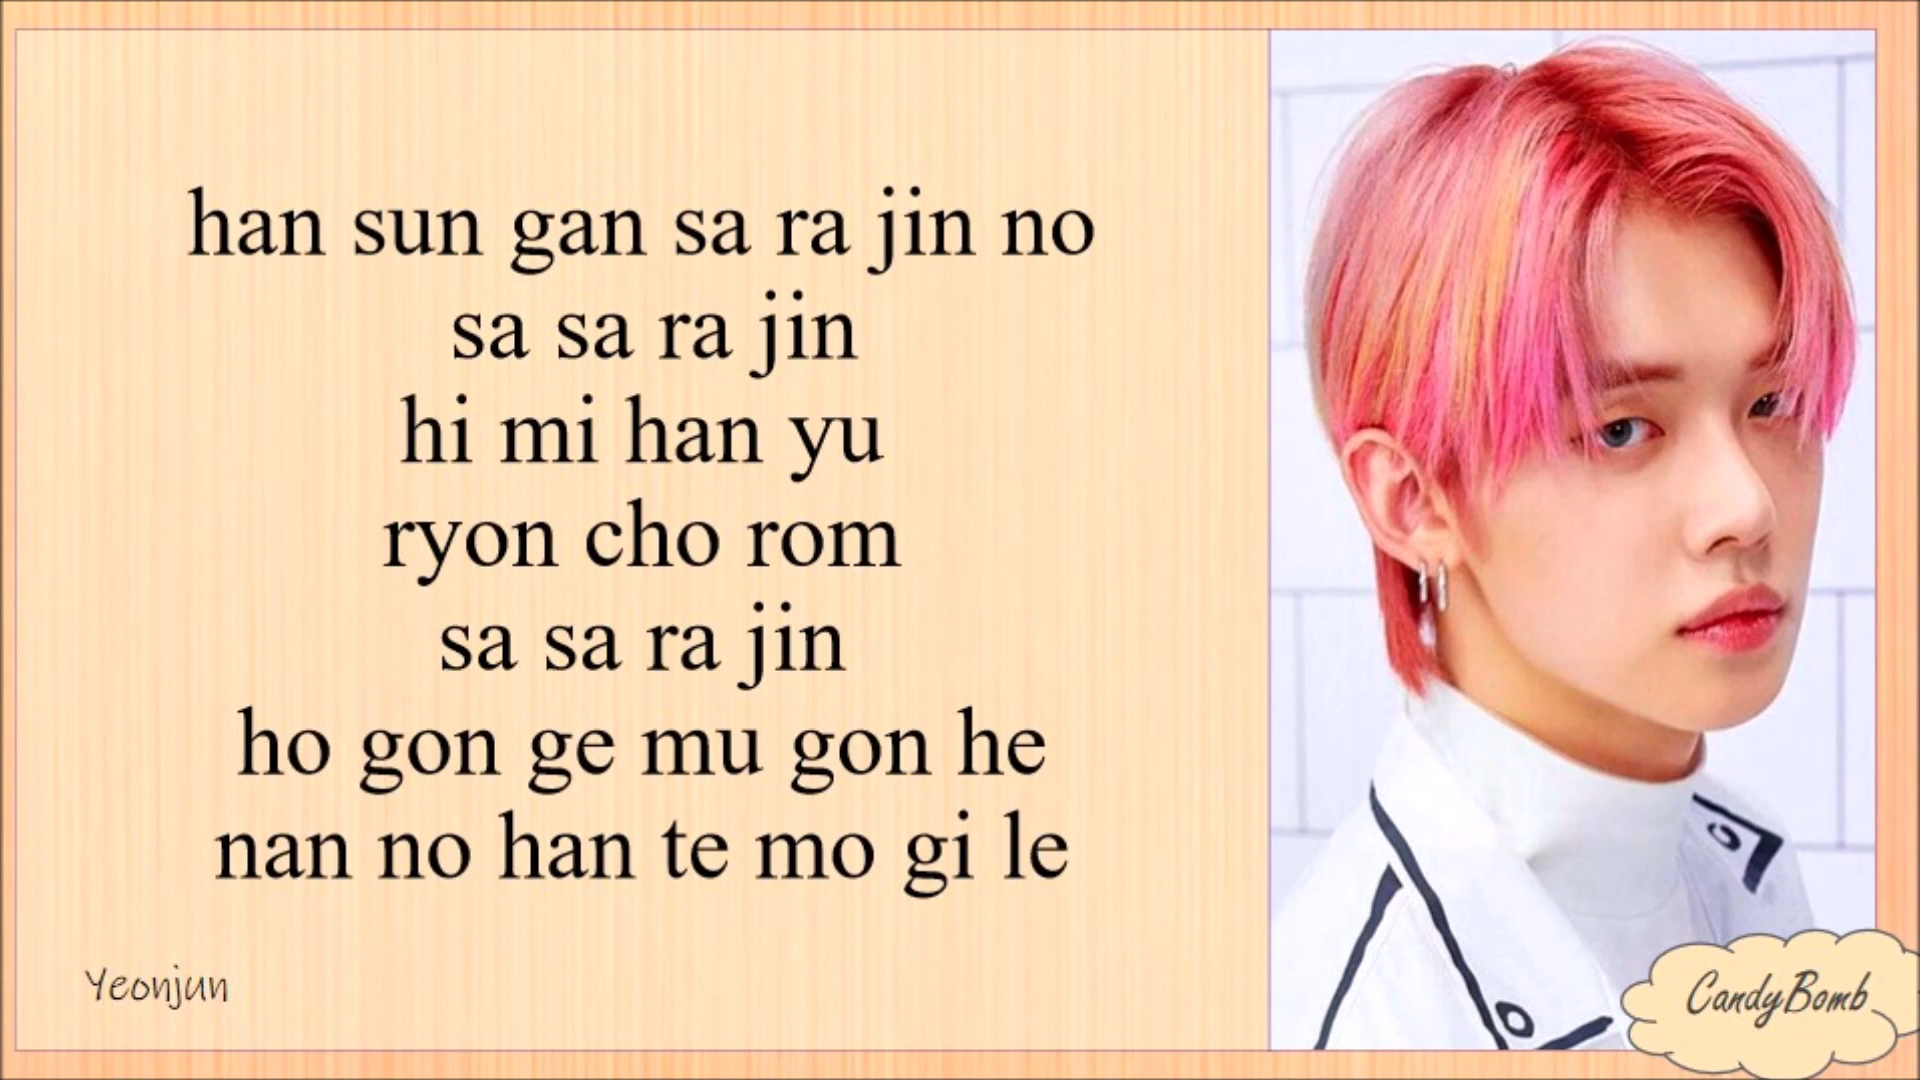 han sun gan sa ra jin no
sa sa ra jin
hi mi han yu
ryon cho rom
sa sa ra jin
ho gon ge mu gon he
nan no han te mo gi le
Yeonjun
CandyBomb